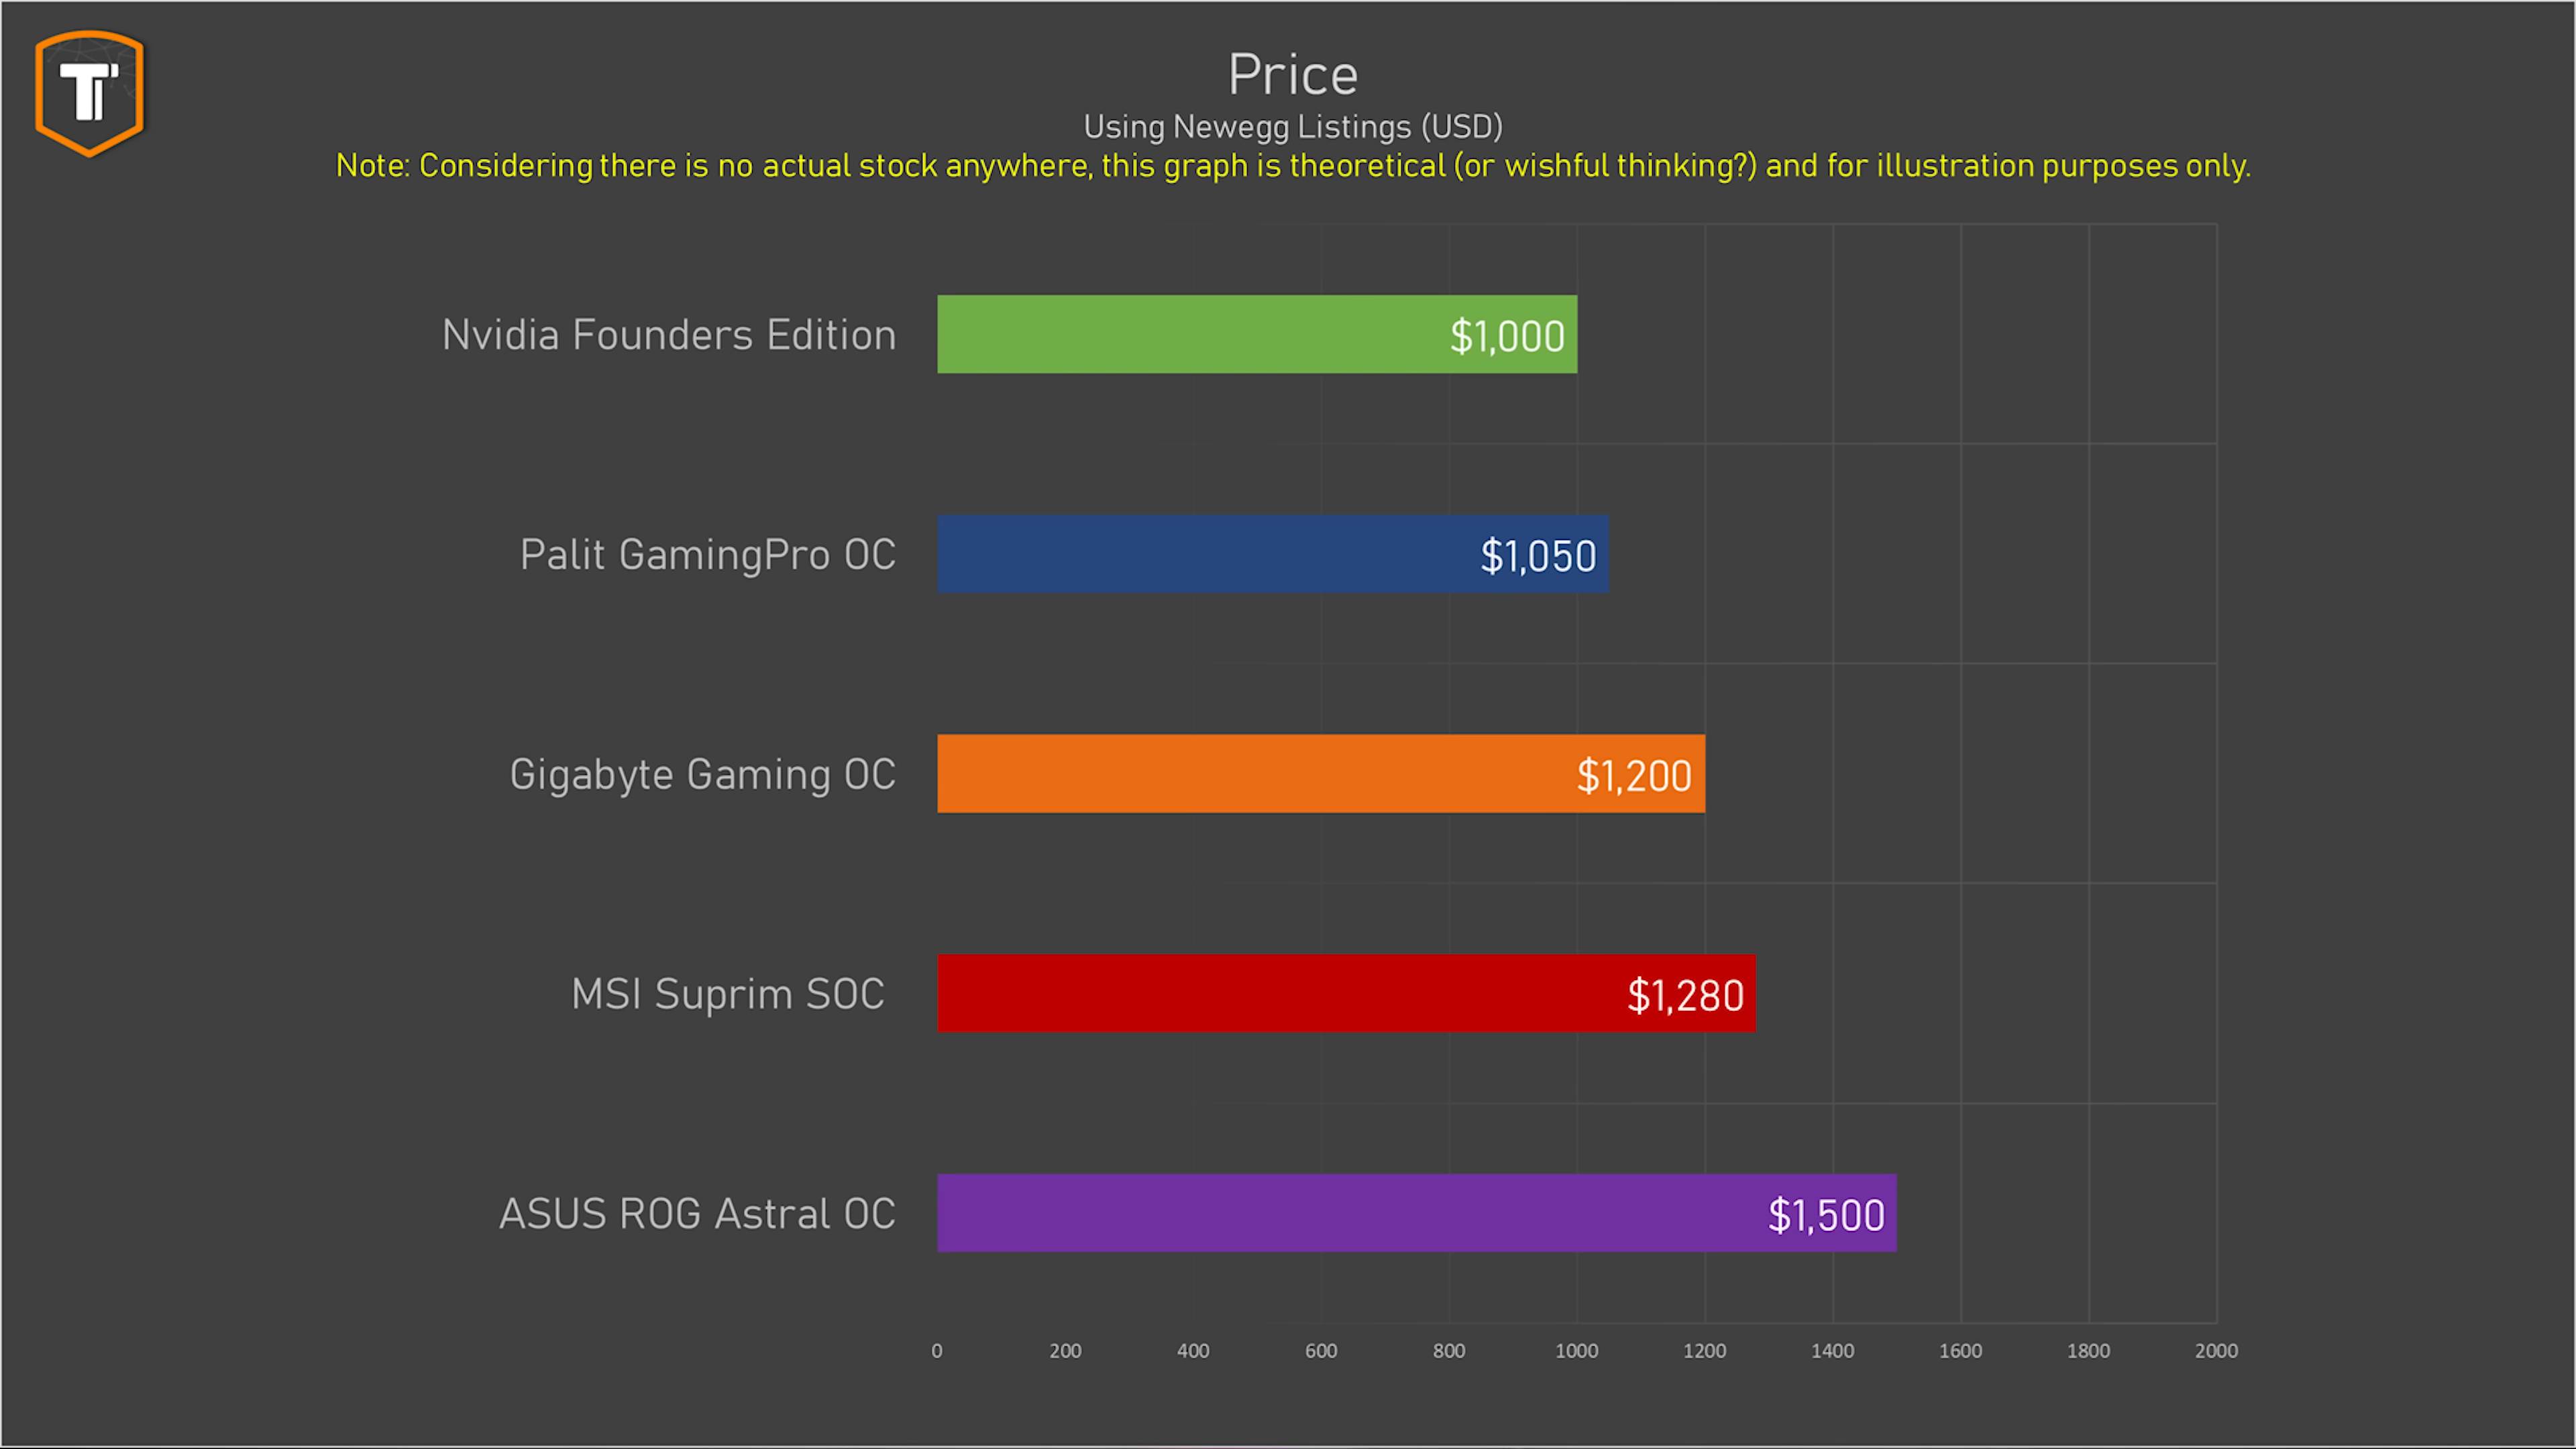 T
Price
Using Newegg Listings (USD)
Note: Considering there is no actual stock anywhere, this graph is theoretical (or wishful thinking?) and for illustration purposes only.
Nvidia Founders Edition $1,000
Palit GamingPro OC $1,050
Gigabyte Gaming OC $1,200
MSI Suprim SOC $1,280
ASUS ROG Astral OC $1,500
0 200 400 600 800 1000 1200 1400 1600 1800 2000